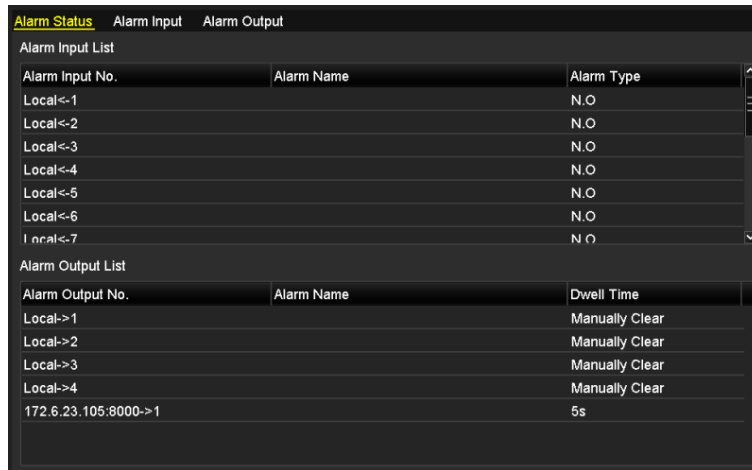 Alarm Status Alarm Input Alarm Output
Alarm Input List
Alarm Input No. Alarm Name Alarm Type
Local<-1 N.O
Local<-2 N.O
Local<-3 N.O
Local<-4 N.O
Local<-5 N.O
Local<-6 N.O
Local<-7 N.O
Alarm Output List
Alarm Output No. Alarm Name Dwell Time
Local->1 Manually Clear
Local->2 Manually Clear
Local->3 Manually Clear
Local->4 Manually Clear
172.6.23.105:8000->1 5s